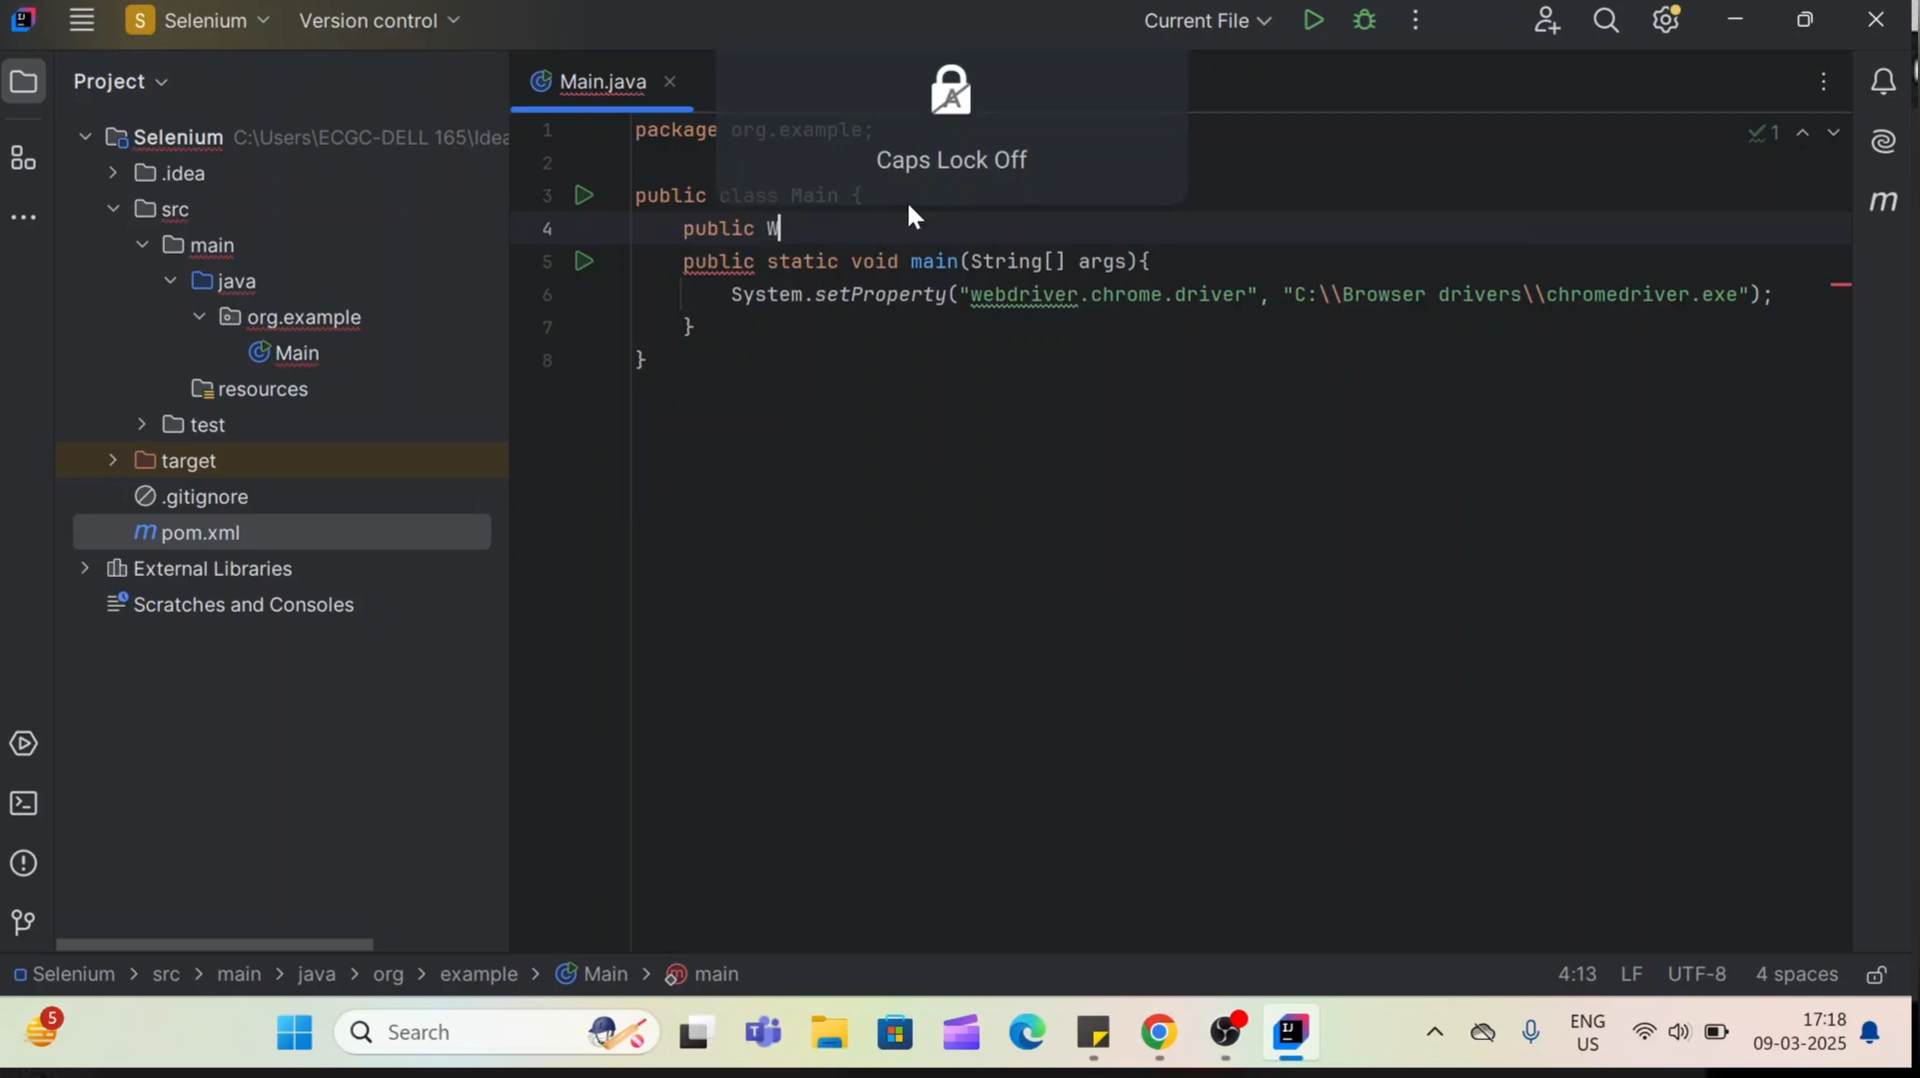 Selenium
Version control
Current File
Project
Main.java
Caps Lock Off
Selenium C:\Users\ECGC-DELL 165\Idea
.idea
src
main
java
org.example
Main
resources
test
target
.gitignore
pom.xml
External Libraries
Scratches and Consoles
1 package org.example;
2
3 public class Main {
4 public W
5 public static void main(String[] args){
6 System.setProperty("webdriver.chrome.driver", "C:\\Browser drivers\\chromedriver.exe");
7 }
8 }
1
Selenium > src > main > java > org > example > Main > main
4:13 LF UTF-8 4 spaces
5
Search
ENG
US
17:18
09-03-2025